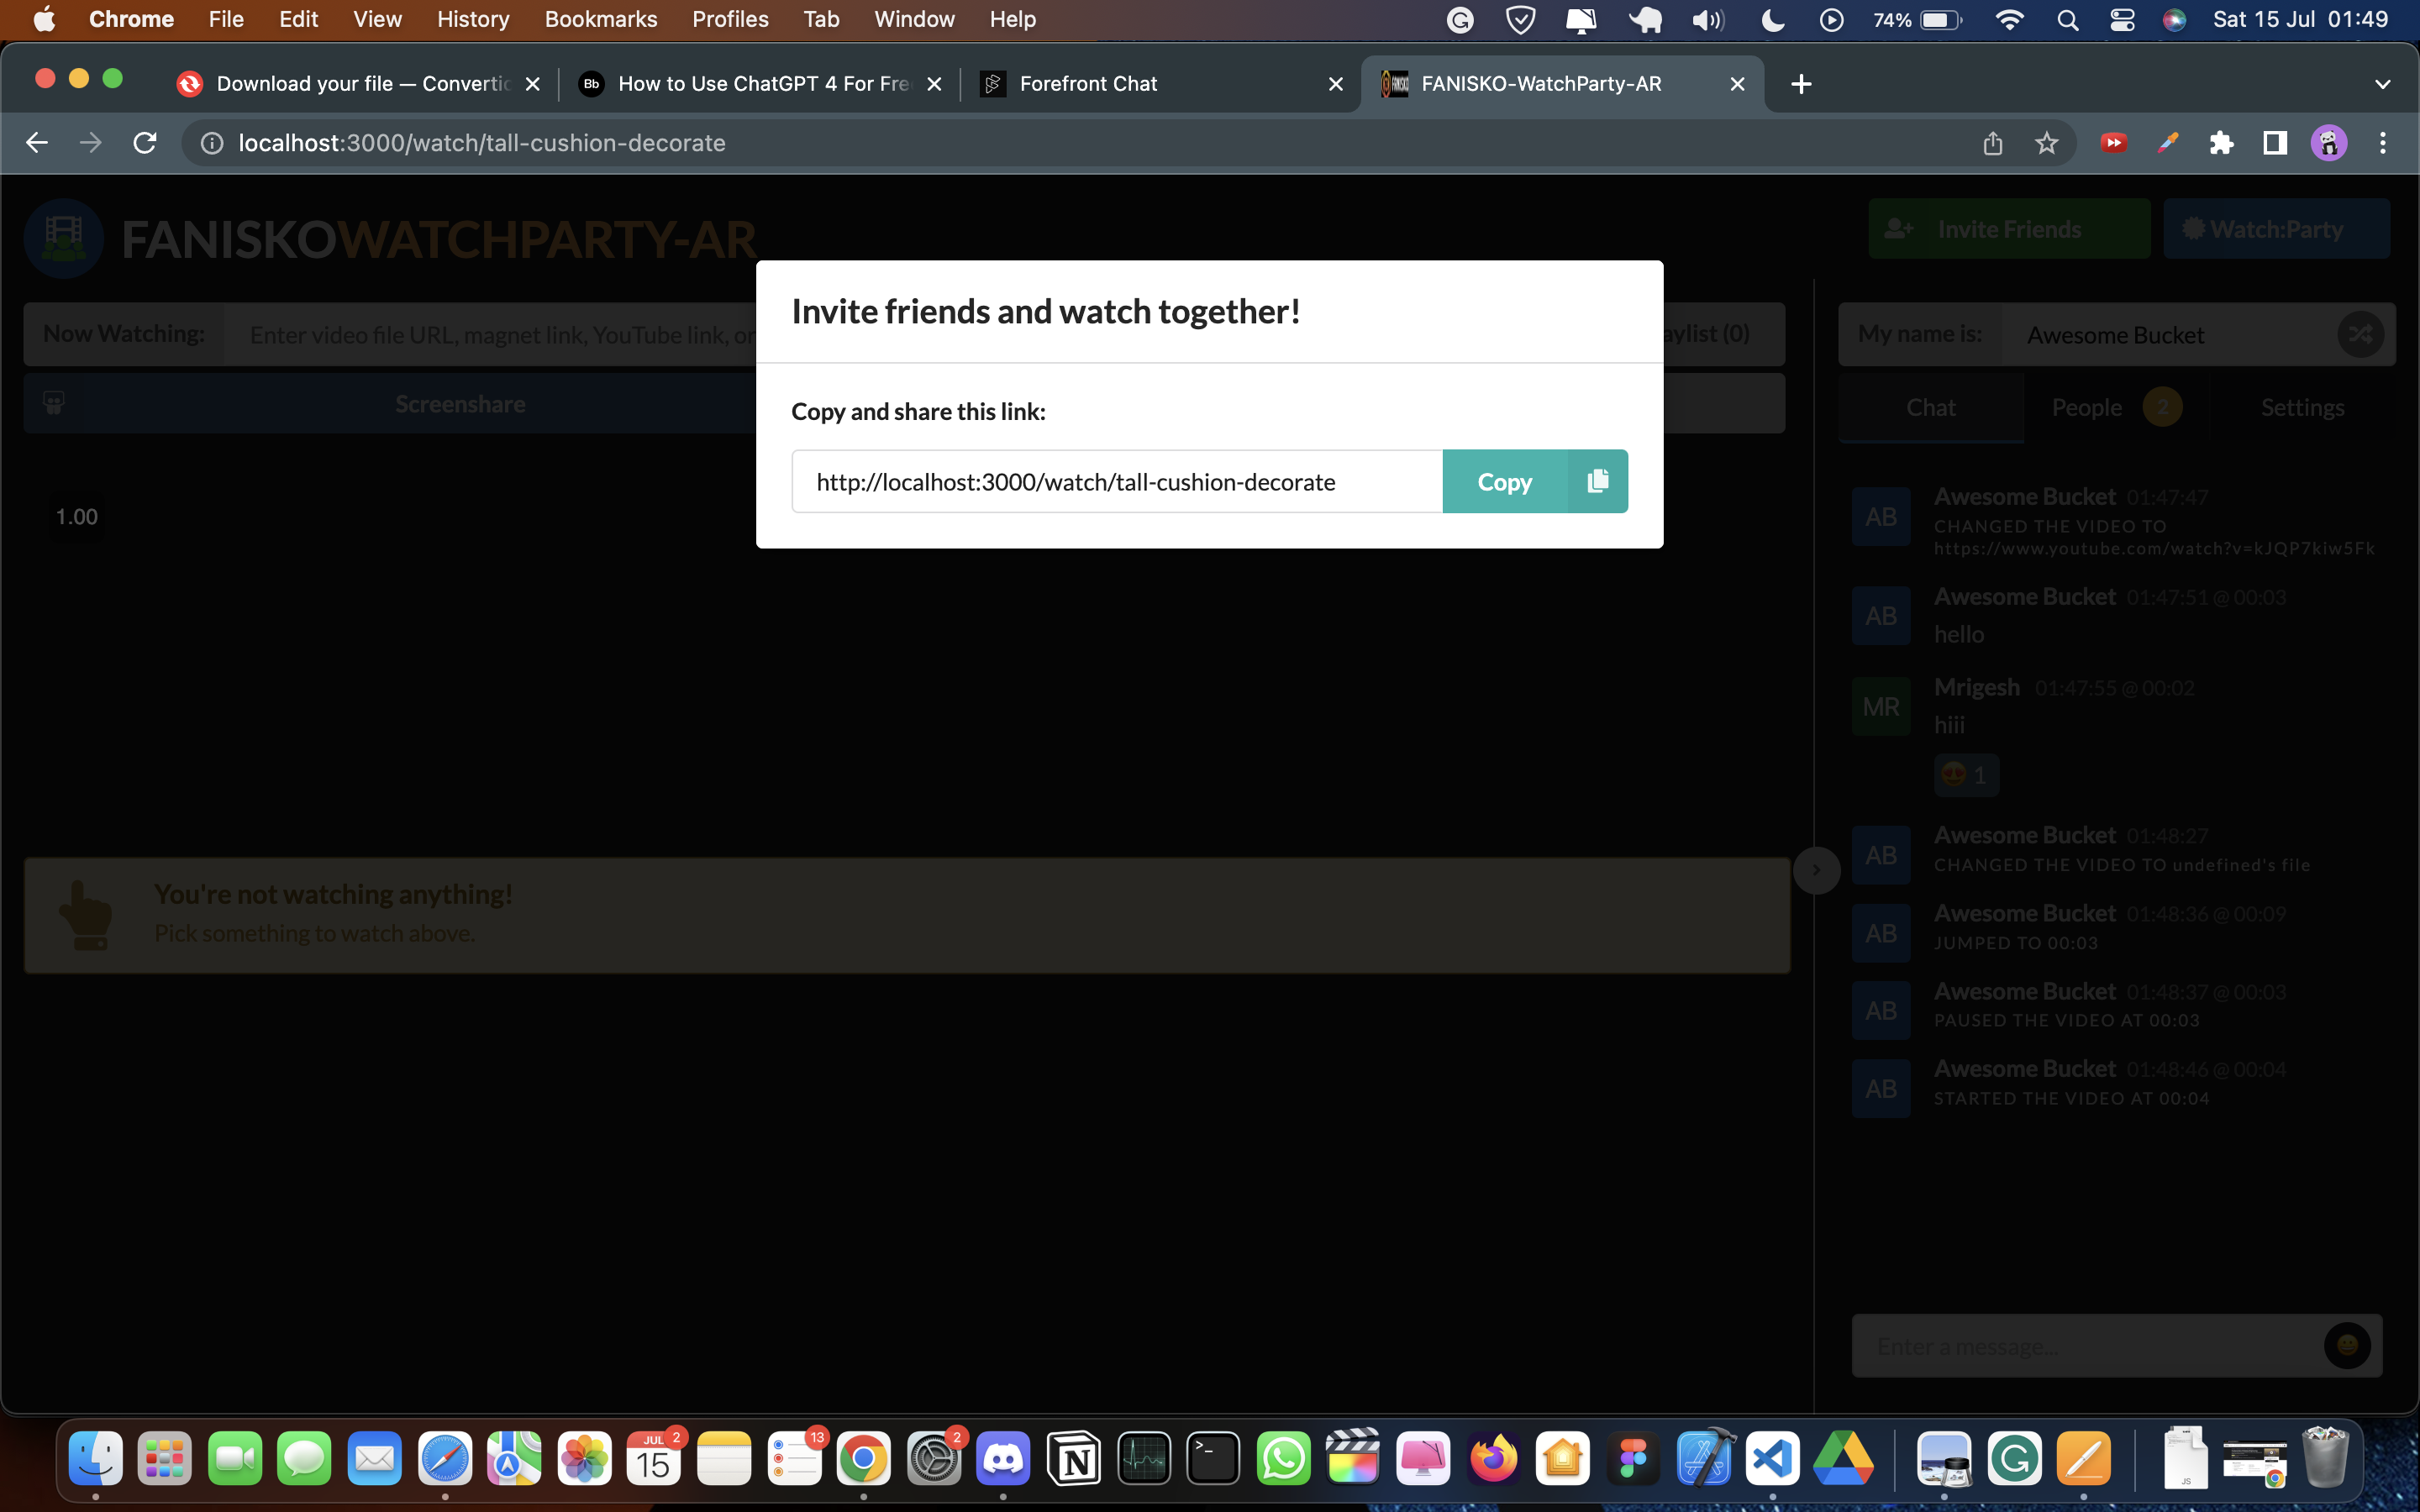 Chrome File Edit View History Bookmarks Profiles Tab Window Help 74% Sat 15 Jul 01:49
Download your file — Convertio
Bb How to Use ChatGPT 4 For Fre
Forefront Chat
FANISKO-WatchParty-AR
localhost:3000/watch/tall-cushion-decorate
FANISKOWATCHPARTY-AR
Invite Friends
Watch:Party
Invite friends and watch together!
Copy and share this link:
http://localhost:3000/watch/tall-cushion-decorate
Copy
Now Watching: Enter video file URL, magnet link, YouTube link, or
aylist (0)
Screenshare
1.00
You're not watching anything!
Pick something to watch above.
My name is: Awesome Bucket
Chat People 2 Settings
AB
Awesome Bucket 01:47:47
CHANGED THE VIDEO TO
https://www.youtube.com/watch?v=kJQP7kiw5Fk
AB
Awesome Bucket 01:47:51 @ 00:03
hello
MR
Mrigesh 01:47:55 @ 00:02
hiii
1
AB
Awesome Bucket 01:48:27
CHANGED THE VIDEO TO undefined's file
AB
Awesome Bucket 01:48:36 @ 00:09
JUMPED TO 00:03
AB
Awesome Bucket 01:48:37 @ 00:03
PAUSED THE VIDEO AT 00:03
AB
Awesome Bucket 01:48:46 @ 00:04
STARTED THE VIDEO AT 00:04
Enter a message...
JUL
15
2
13
2
JS